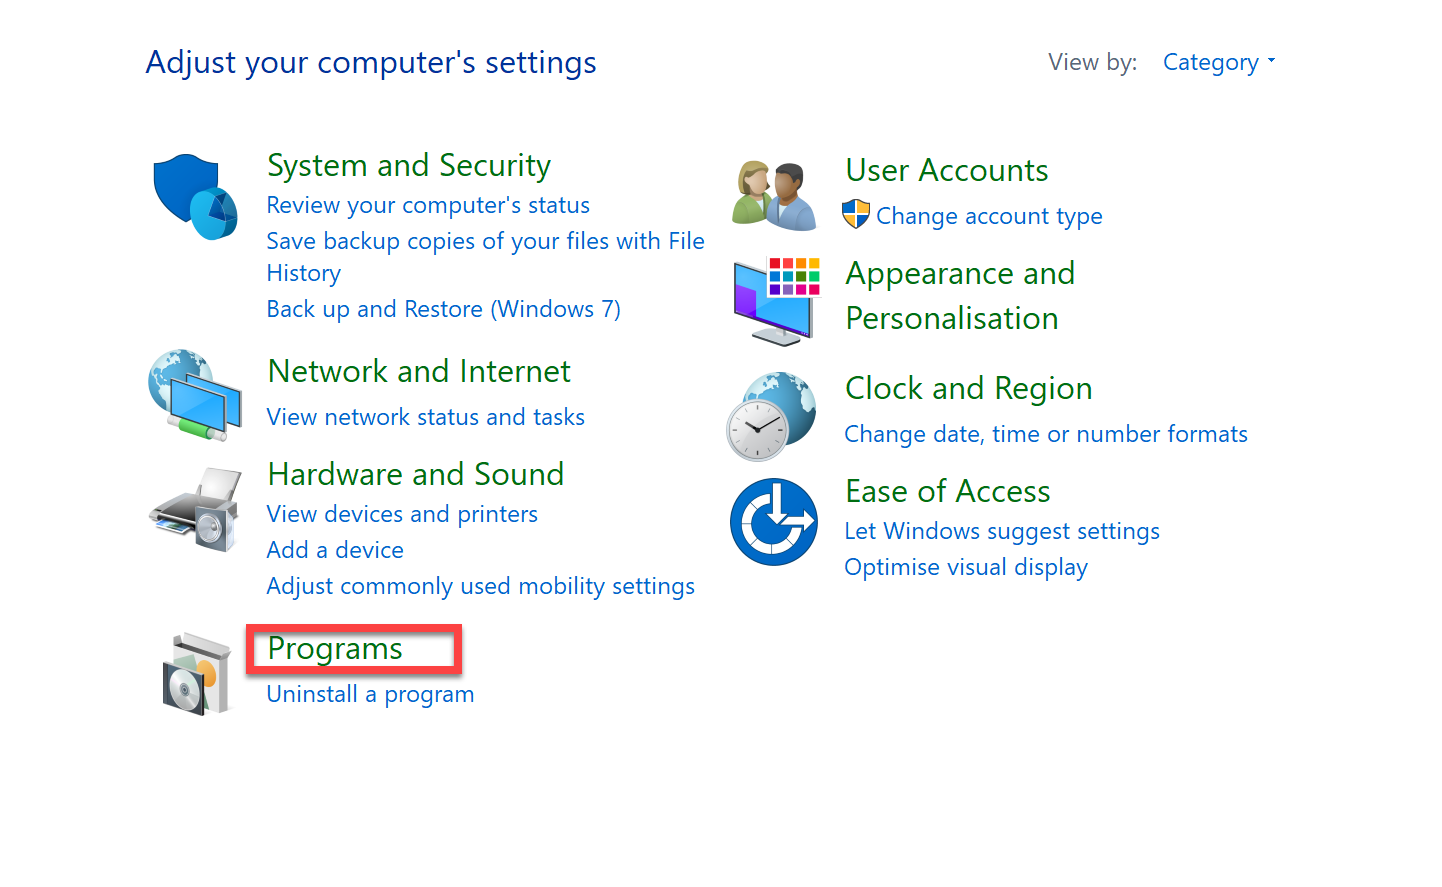 Adjust your computer's settings
View by: Category
System and Security
Review your computer's status
Save backup copies of your files with File
History
Back up and Restore (Windows 7)
Network and Internet
View network status and tasks
Hardware and Sound
View devices and printers
Add a device
Adjust commonly used mobility settings
Programs
Uninstall a program
User Accounts
Change account type
Appearance and
Personalisation
Clock and Region
Change date, time or number formats
Ease of Access
Let Windows suggest settings
Optimise visual display